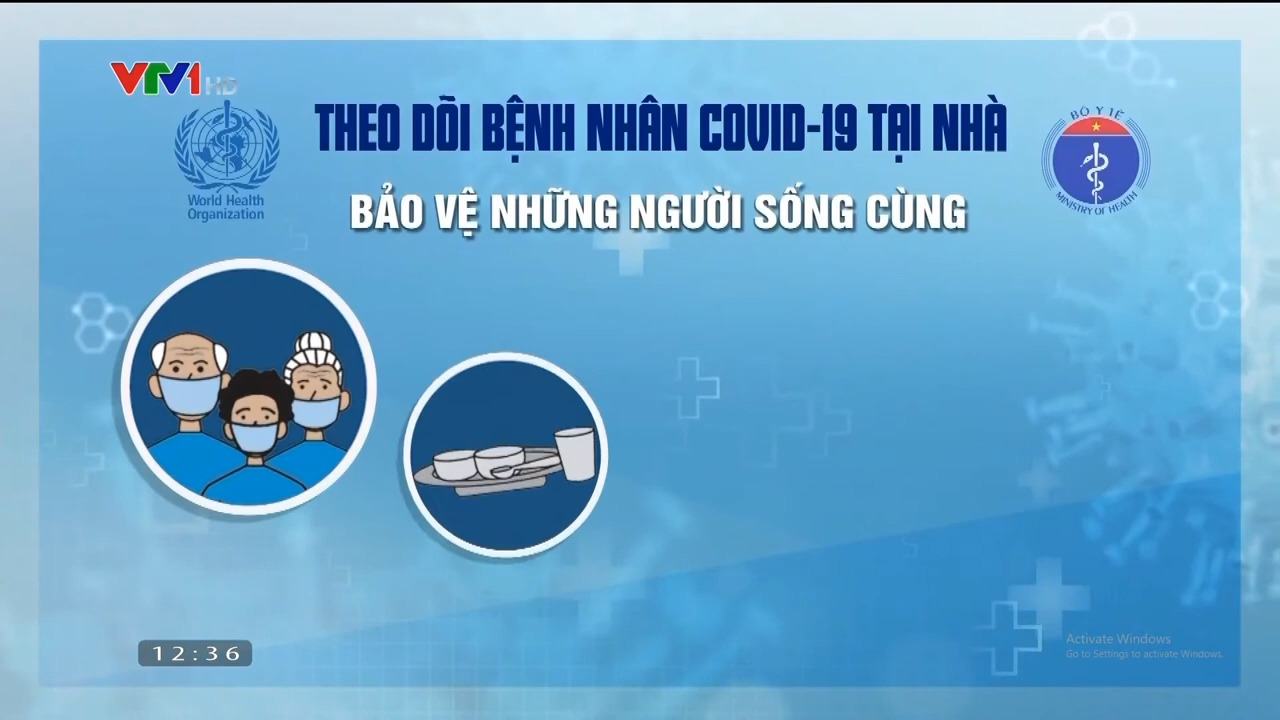 VTV1 HD
THEO DÕI BỆNH NHÂN COVID-19 TẠI NHÀ
World Health
Organization
BỘ Y TẾ
MINISTRY OF HEALTH
BẢO VỆ NHỮNG NGƯỜI SỐNG CÙNG
12:36
Activate Windows
Go to Settings to activate Windows.